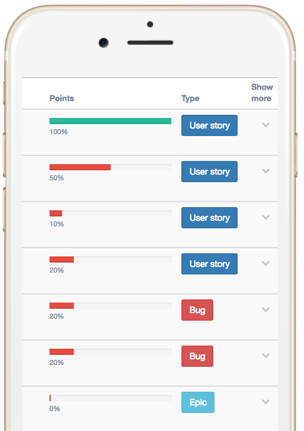 Points Type Show more
100% User story
50% User story
10% User story
20% User story
20% Bug
20% Bug
0% Epic